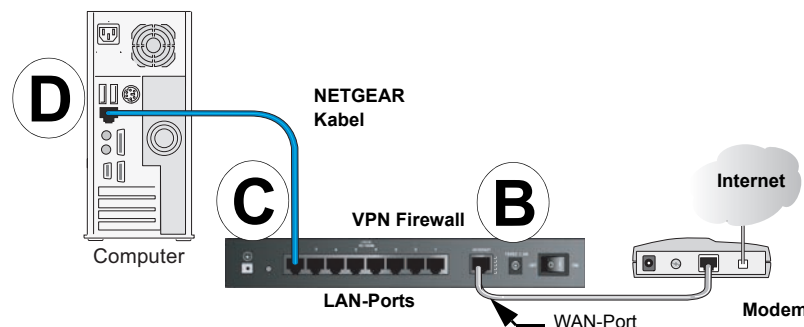 NETGEAR
Kabel
D
C
B
VPN Firewall
Internet
Computer
LAN-Ports
WAN-Port
Modem